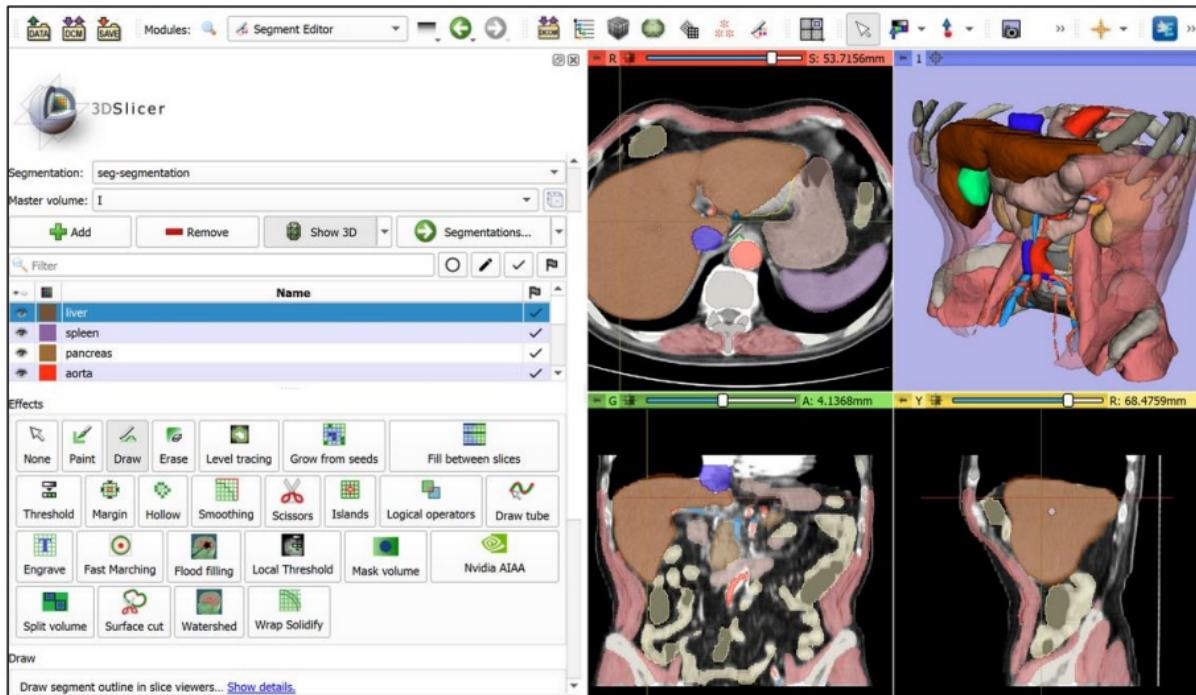 DATA DCM SAVE Modules: Segment Editor DICOM » »
R S: 53.7156mm 1
3DSlicer
Segmentation: seg-segmentation
Master volume: I
Add Remove Show 3D Segmentations...
Filter
Name
liver
spleen
pancreas
aorta
G A: 4.1368mm Y R: 68.4759mm
Effects
None Paint Draw Erase Level tracing Grow from seeds Fill between slices
Threshold Margin Hollow Smoothing Scissors Islands Logical operators Draw tube
Engrave Fast Marching Flood filling Local Threshold Mask volume Nvidia AIAA
Split volume Surface cut Watershed Wrap Solidify
Draw
Draw segment outline in slice viewers... Show details.